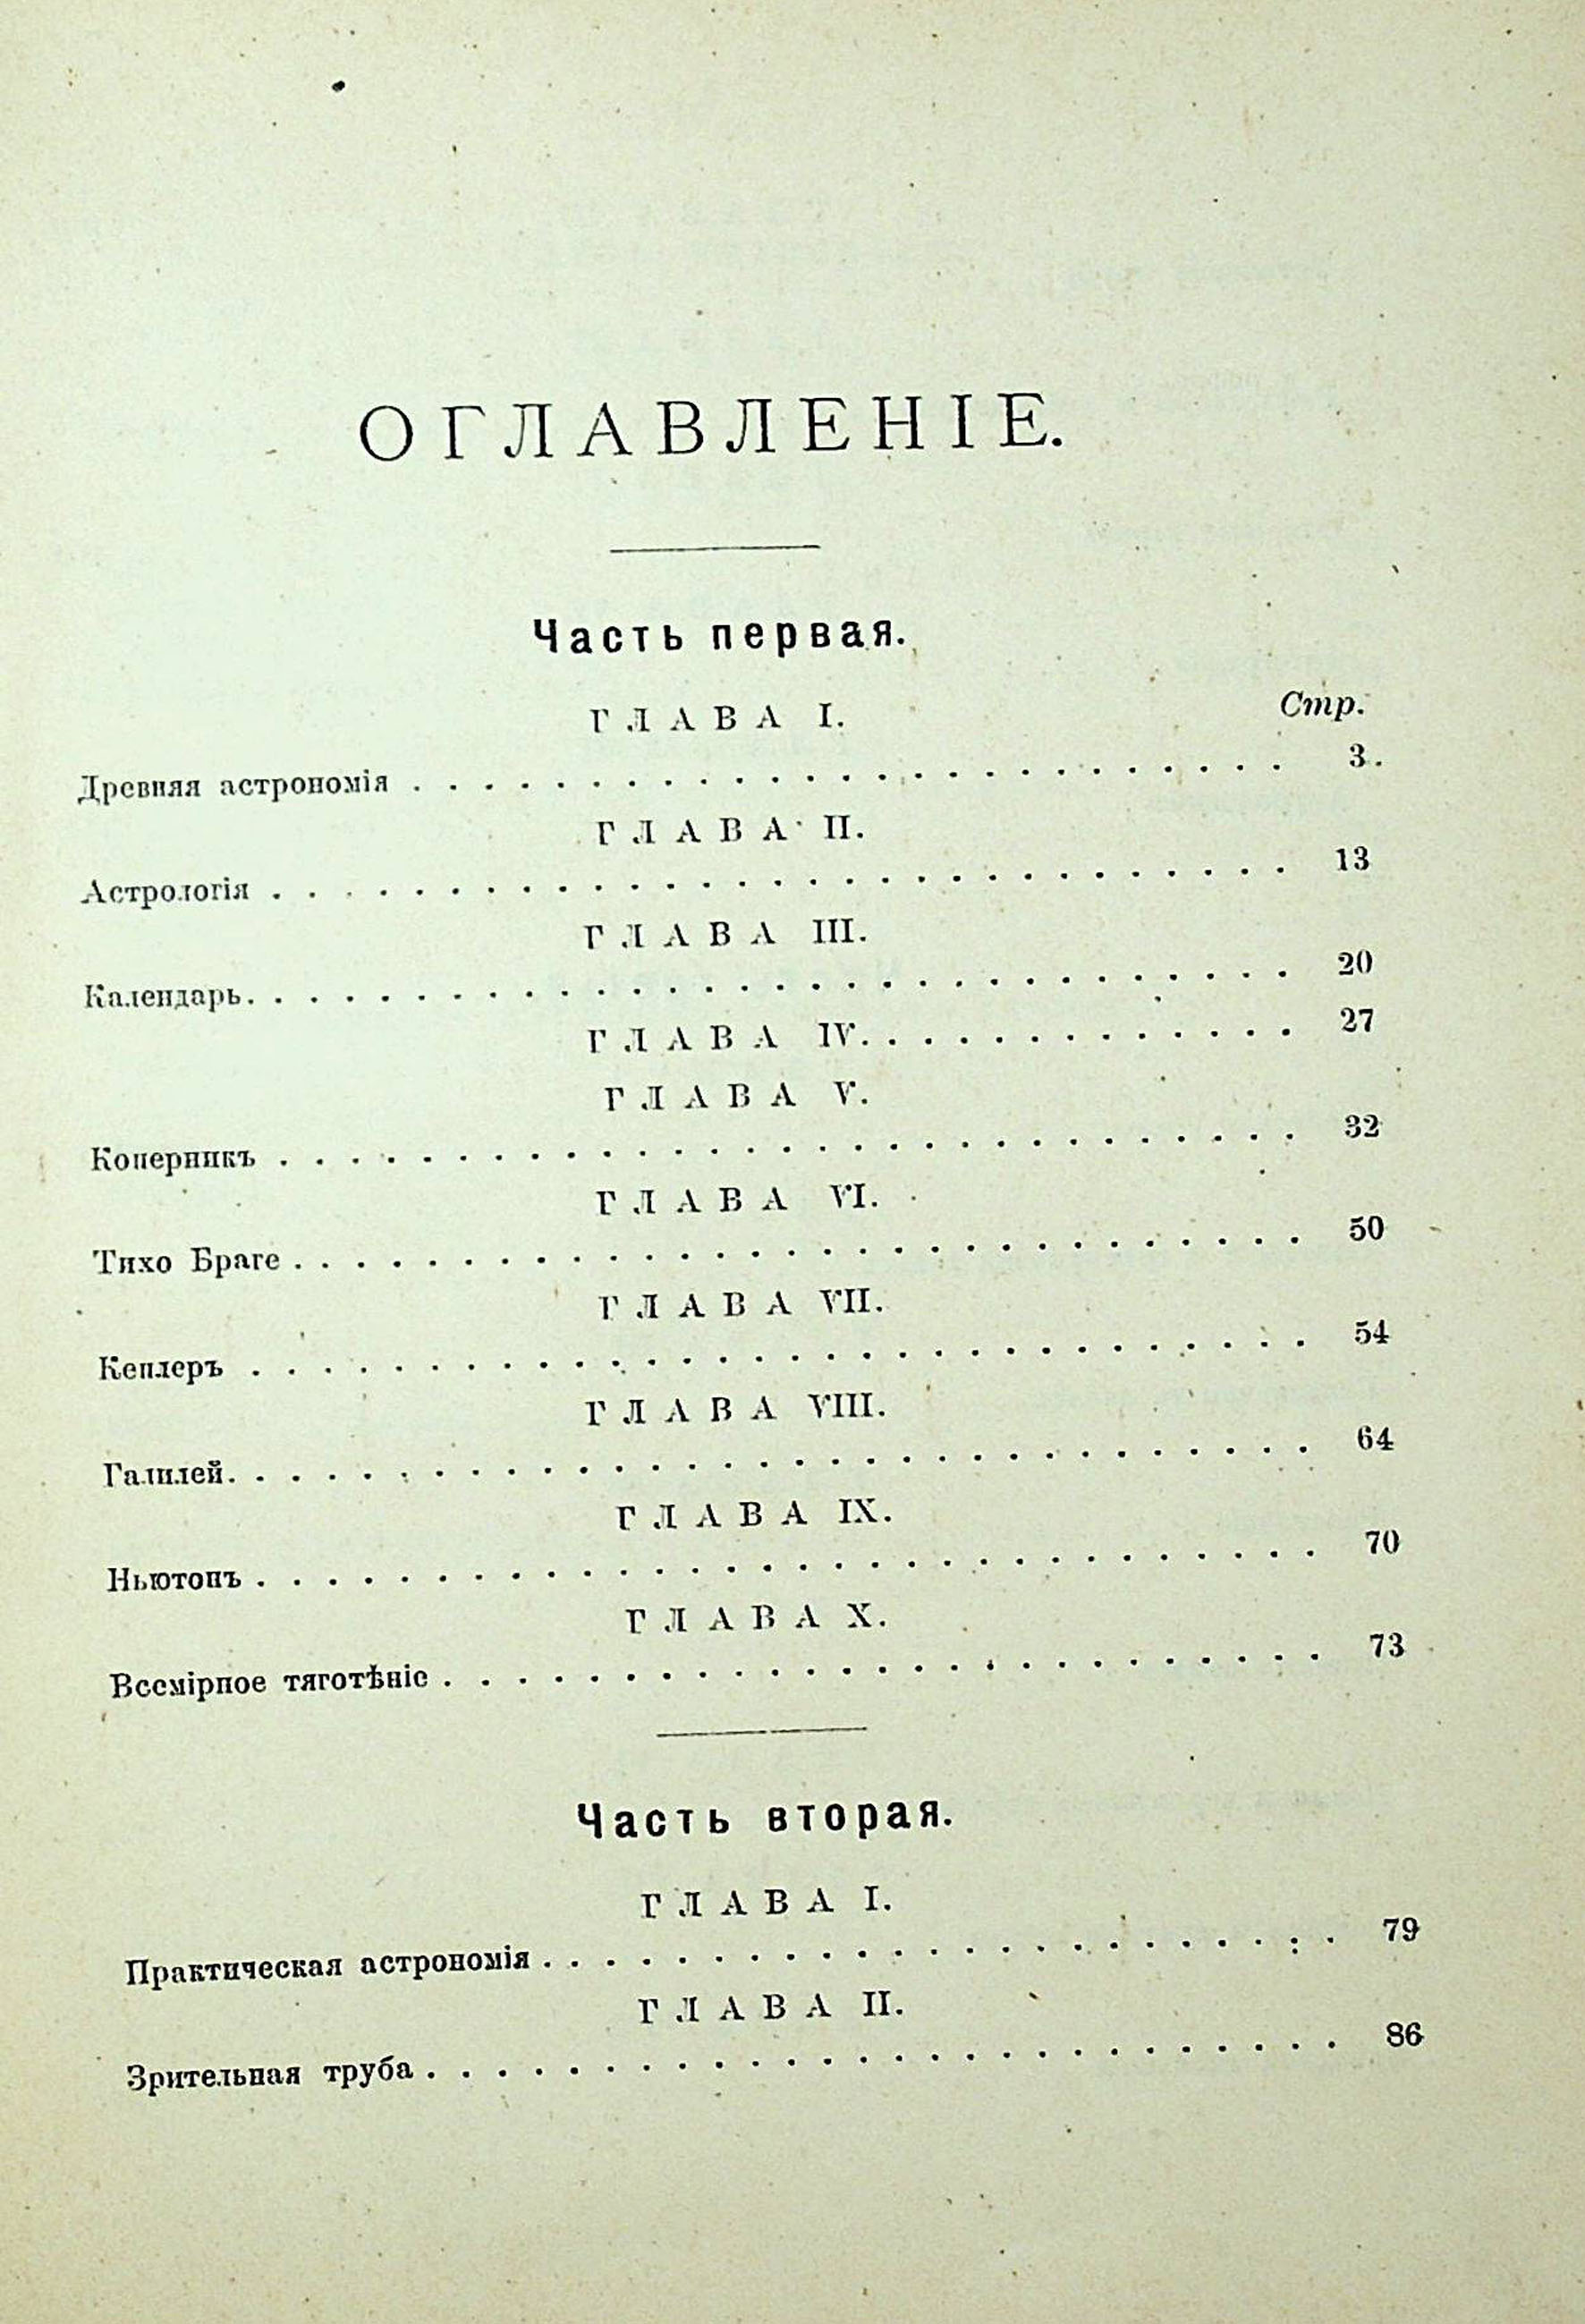 ОГЛАВЛЕНІЕ.
Часть первая.
ГЛАВА I.
Стр.
Древняя астрономія . . . . . . . . . . . . . . . . . . . . . . . . . 3.
ГЛАВА II.
Астрологія . . . . . . . . . . . . . . . . . . . . . . . . . . . . . 13
ГЛАВА III.
Календарь. . . . . . . . . . . . . . . . . . . . . . . . . . . . . . 20
ГЛАВА IV. . . . . . . . . . . . . 27
ГЛАВА V.
Коперникъ . . . . . . . . . . . . . . . . . . . . . . . . . . . . . 32
ГЛАВА VI.
Тихо Браге . . . . . . . . . . . . . . . . . . . . . . . . . . . . . 50
ГЛАВА VII.
Кеплеръ . . . . . . . . . . . . . . . . . . . . . . . . . . . . . . 54
ГЛАВА VIII.
Галилей. . . . . . . . . . . . . . . . . . . . . . . . . . . . . . . 64
ГЛАВА IX.
Ньютонъ . . . . . . . . . . . . . . . . . . . . . . . . . . . . . . 70
ГЛАВА X.
Всемірное тяготѣніе . . . . . . . . . . . . . . . . . . . . . . . . . 73
Часть вторая.
ГЛАВА I.
Практическая астрономія . . . . . . . . . . . . . . . . . . . . . . . 79
ГЛАВА II.
Зрительная труба . . . . . . . . . . . . . . . . . . . . . . . . . . 86